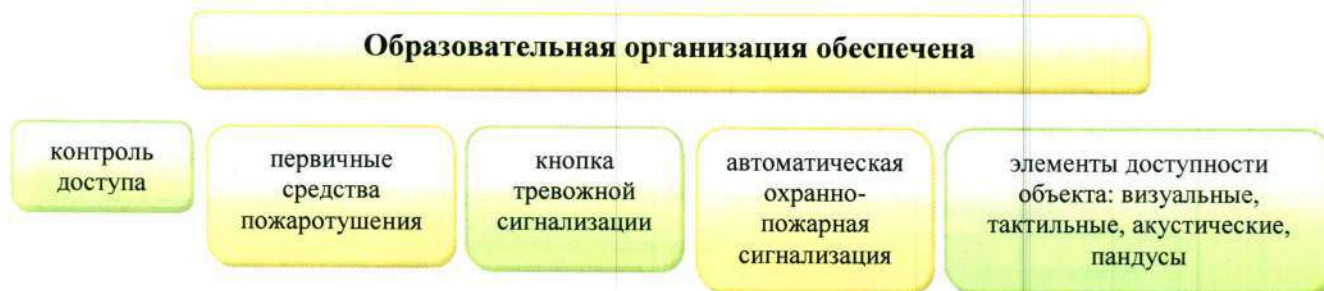 Образовательная организация обеспечена
контроль
доступа
первичные
средства
пожаротушения
кнопка
тревожной
сигнализации
автоматическая
охранно-
пожарная
сигнализация
элементы доступности
объекта: визуальные,
тактильные, акустические,
пандусы